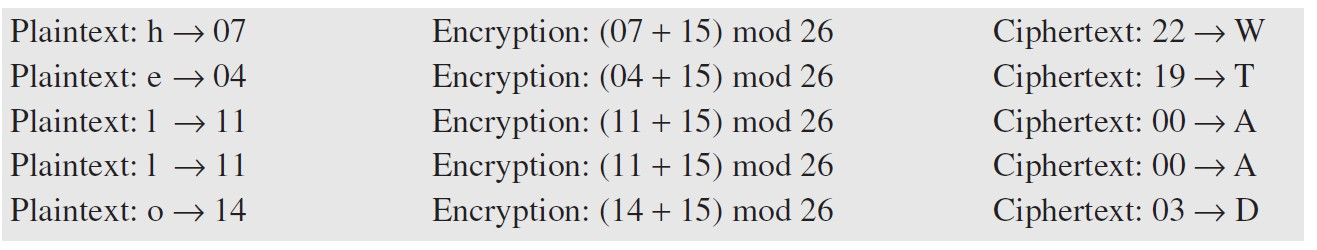 Plaintext: h → 07 Encryption: (07 + 15) mod 26 Ciphertext: 22 → W
Plaintext: e → 04 Encryption: (04 + 15) mod 26 Ciphertext: 19 → T
Plaintext: l → 11 Encryption: (11 + 15) mod 26 Ciphertext: 00 → A
Plaintext: l → 11 Encryption: (11 + 15) mod 26 Ciphertext: 00 → A
Plaintext: o → 14 Encryption: (14 + 15) mod 26 Ciphertext: 03 → D